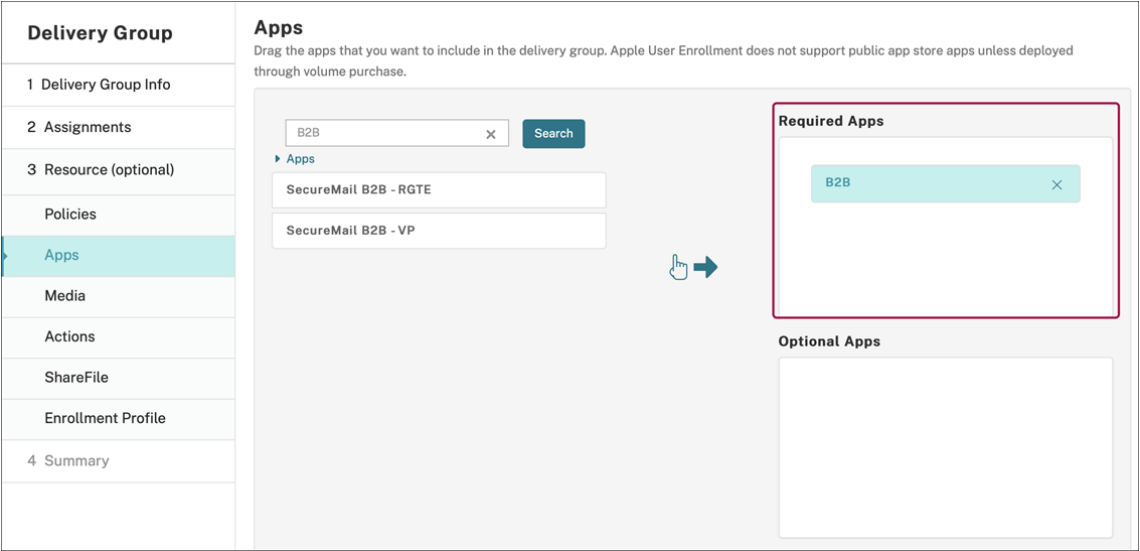 Delivery Group
1 Delivery Group Info
2 Assignments
3 Resource (optional)
Policies
Apps
Media
Actions
ShareFile
Enrollment Profile
4 Summary
Apps
Drag the apps that you want to include in the delivery group. Apple User Enrollment does not support public app store apps unless deployed
through volume purchase.
B2B
Search
Apps
SecureMail B2B - RGTE
SecureMail B2B - VP
Required Apps
B2B
Optional Apps